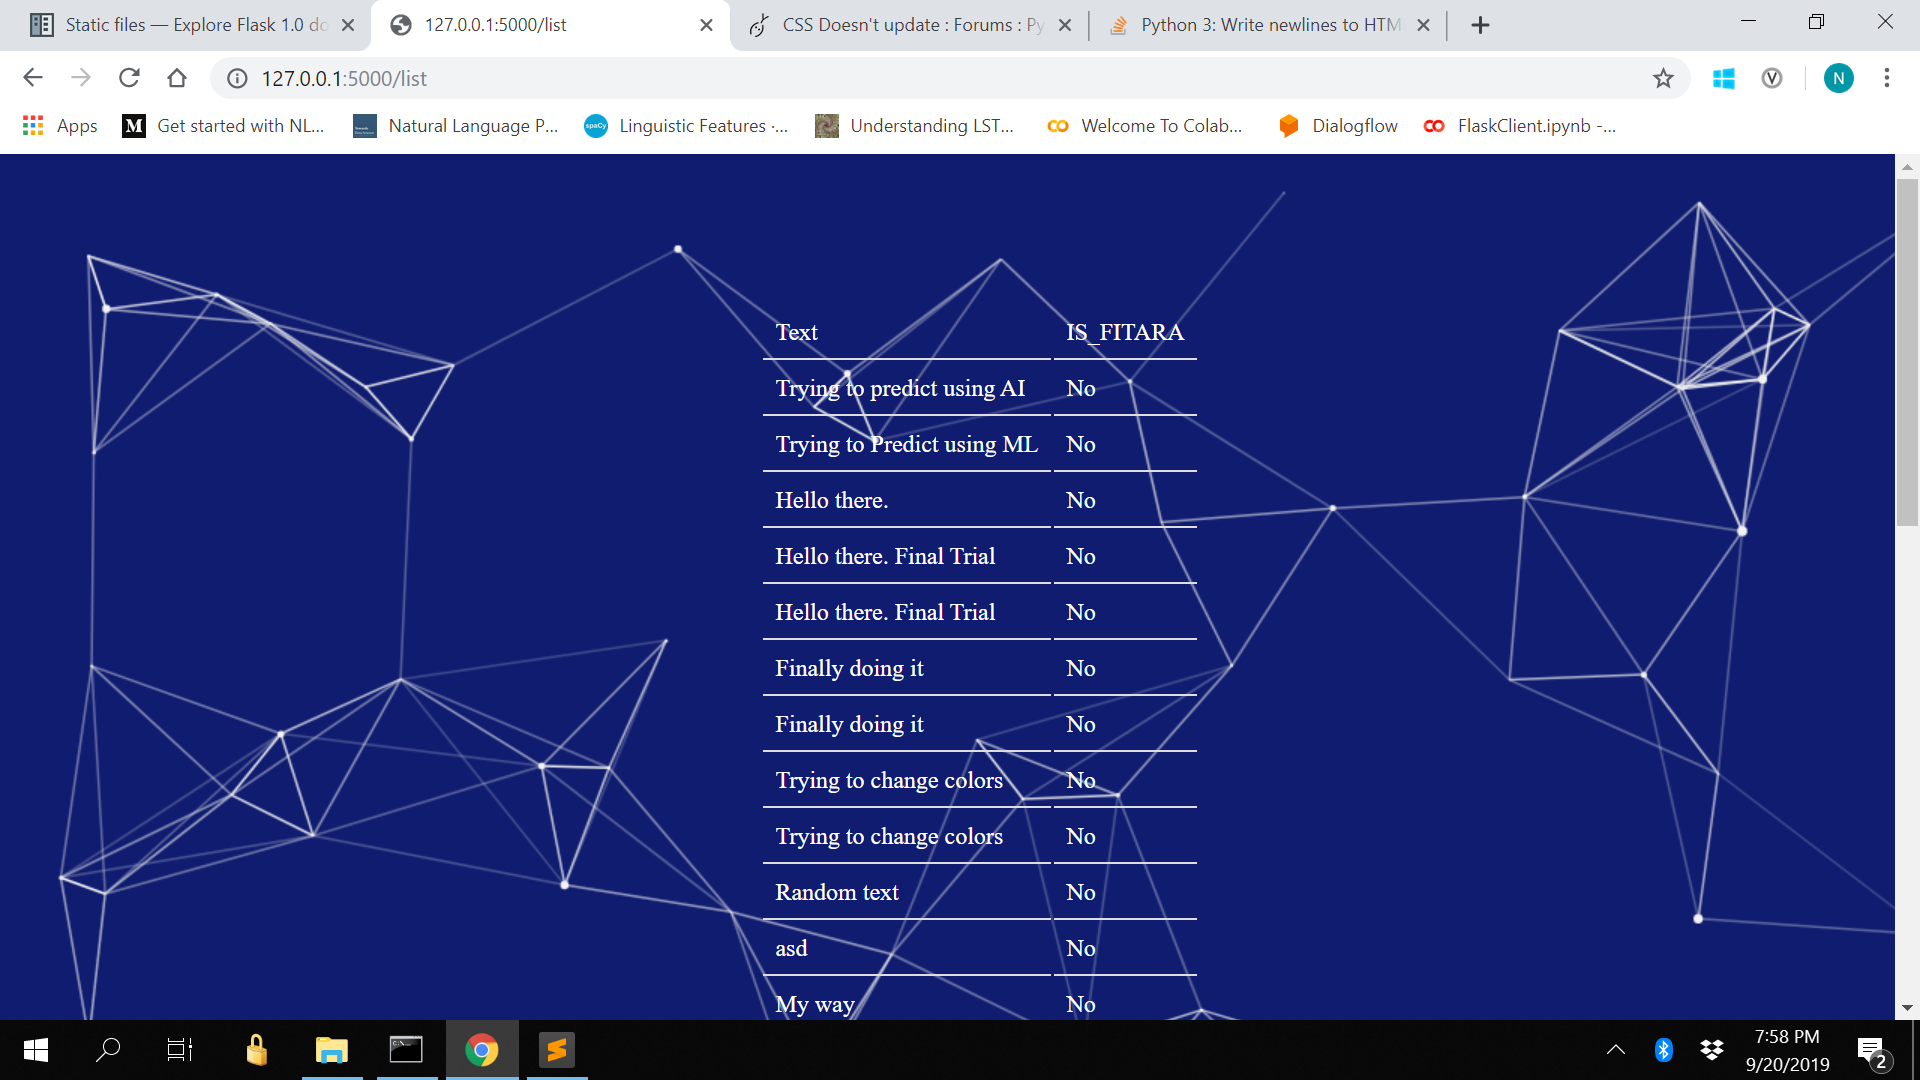 Static files — Explore Flask 1.0 do
127.0.0.1:5000/list
CSS Doesn't update : Forums : Py
Python 3: Write newlines to HTM
127.0.0.1:5000/list
N
Apps
M
Get started with NL...
Natural Language P...
spaCy
Linguistic Features ·...
Understanding LST...
CO
Welcome To Colab...
Dialogflow
CO
FlaskClient.ipynb -...
Text IS_FITARA
Trying to predict using AI No
Trying to Predict using ML No
Hello there. No
Hello there. Final Trial No
Hello there. Final Trial No
Finally doing it No
Finally doing it No
Trying to change colors No
Trying to change colors No
Random text No
asd No
My way No
7:58 PM
9/20/2019
2